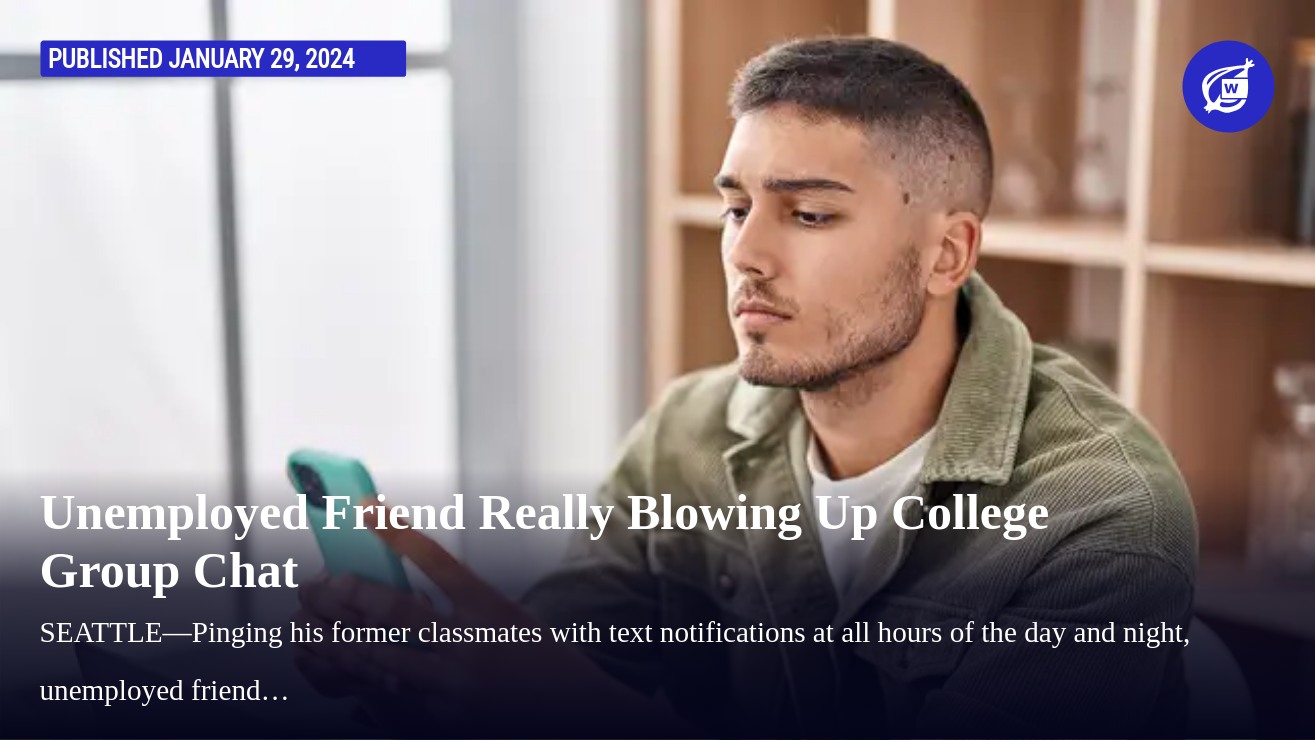 PUBLISHED JANUARY 29, 2024
W
Unemployed Friend Really Blowing Up College
Group Chat
SEATTLE—Pinging his former classmates with text notifications at all hours of the day and night,
unemployed friend…